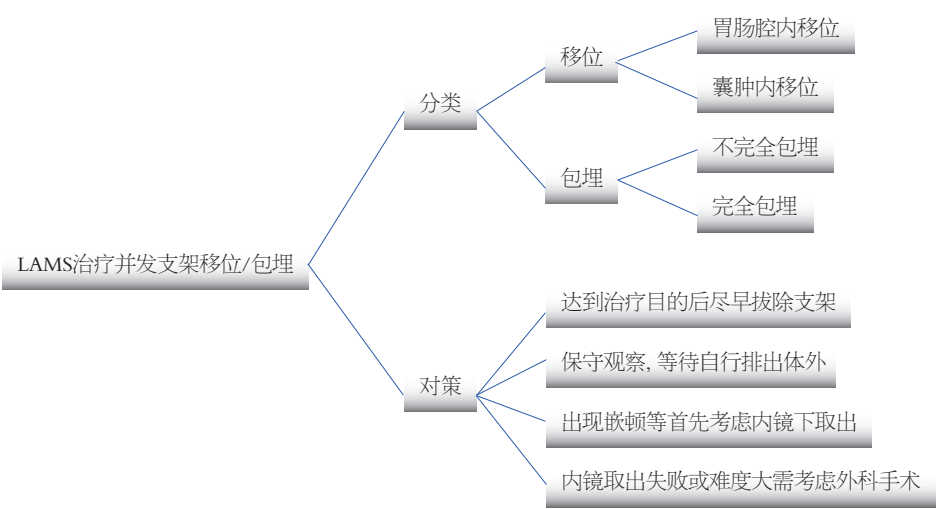 LAMS治疗并发支架移位/包埋
分类
移位
胃肠腔内移位
囊肿内移位
包埋
不完全包埋
完全包埋
对策
达到治疗目的后尽早拔除支架
保守观察, 等待自行排出体外
出现嵌顿等首先考虑内镜下取出
内镜取出失败或难度大需考虑外科手术